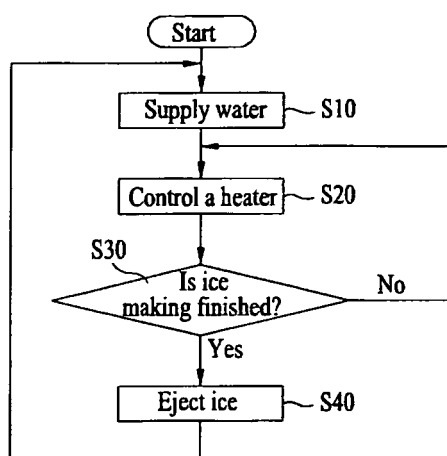 Start
Supply water
S10
Control a heater
S20
S30
Is ice
making finished?
No
Yes
Eject ice
S40